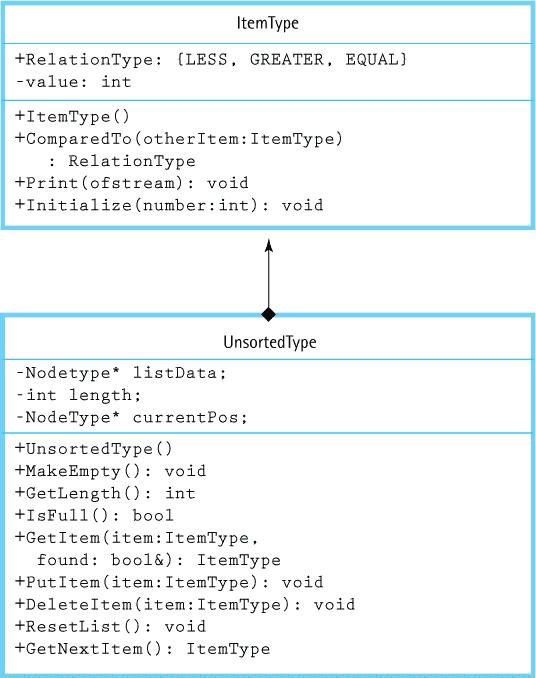 ItemType
+RelationType: {LESS, GREATER, EQUAL}
-value: int
+ItemType()
+ComparedTo(otherItem:ItemType)
: RelationType
+Print(ofstream): void
+Initialize(number:int): void
UnsortedType
-Nodetype* listData;
-int length;
-NodeType* currentPos;
+UnsortedType()
+MakeEmpty(): void
+GetLength(): int
+IsFull(): bool
+GetItem(item:ItemType,
found: bool&): ItemType
+PutItem(item:ItemType): void
+DeleteItem(item:ItemType): void
+ResetList(): void
+GetNextItem(): ItemType